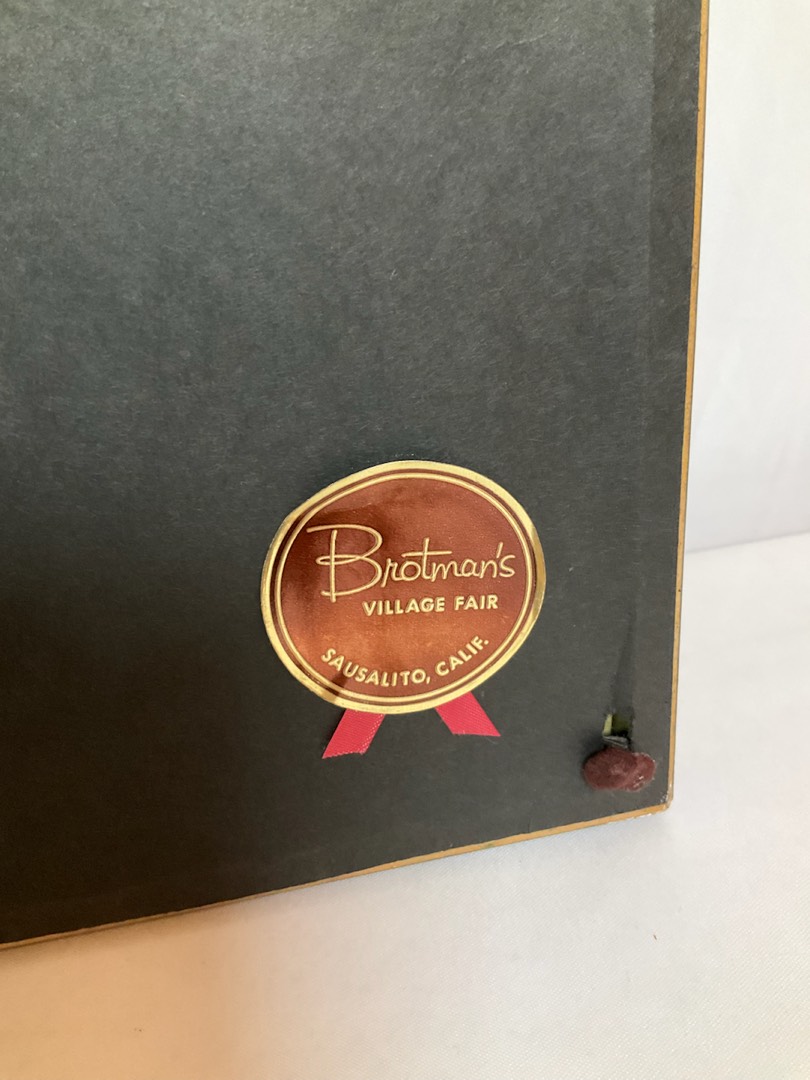 Brotman's
VILLAGE FAIR
SAUSALITO, CALIF.